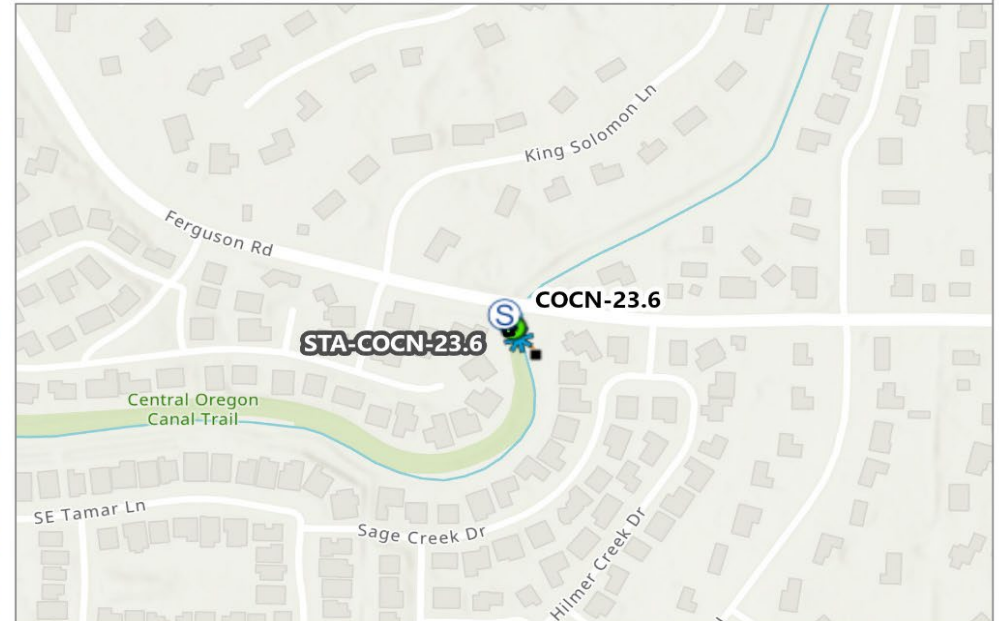 King Solomon Ln
Ferguson Rd
COCN-23.6
S
STA-COCN-23.6
Central Oregon
Canal Trail
SE Tamar Ln
Sage Creek Dr
Hilmer Creek Dr